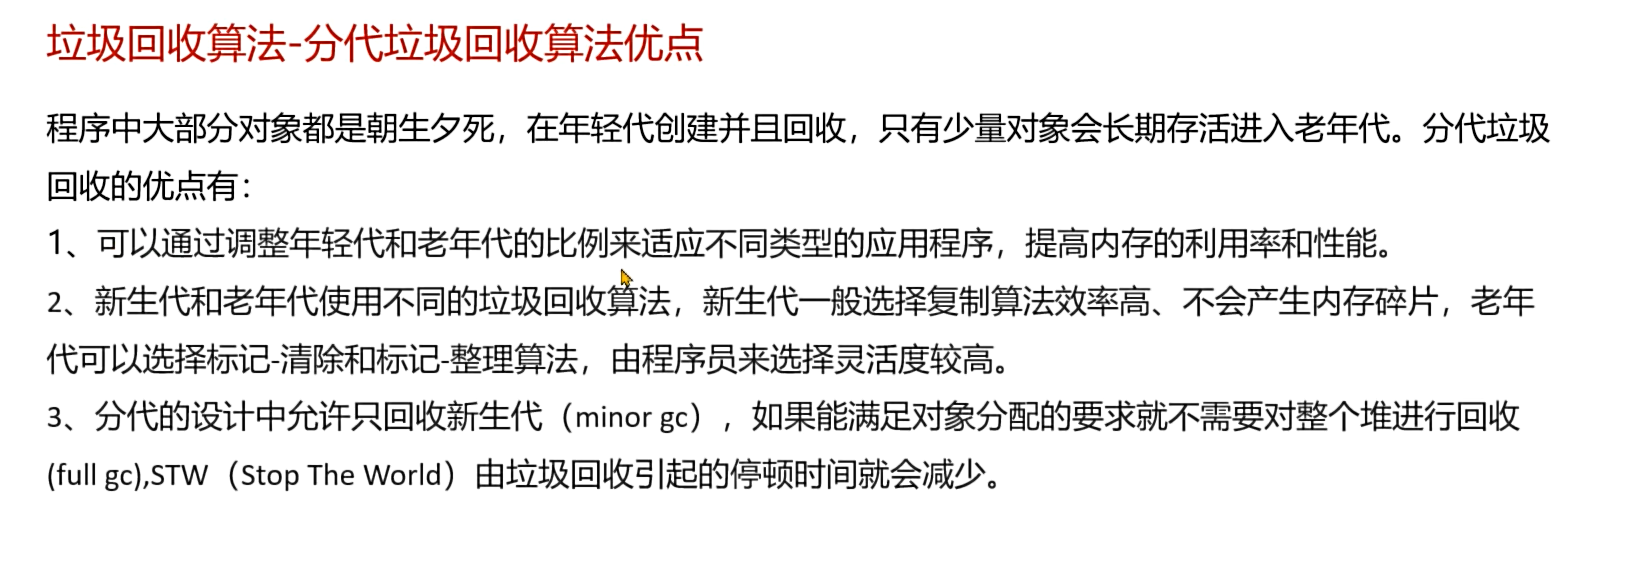 垃圾回收算法-分代垃圾回收算法优点
程序中大部分对象都是朝生夕死，在年轻代创建并且回收，只有少量对象会长期存活进入老年代。分代垃圾
回收的优点有：
1、可以通过调整年轻代和老年代的比例来适应不同类型的应用程序，提高内存的利用率和性能。
2、新生代和老年代使用不同的垃圾回收算法，新生代一般选择复制算法效率高、不会产生内存碎片，老年
代可以选择标记-清除和标记-整理算法，由程序员来选择灵活度较高。
3、分代的设计中允许只回收新生代（minor gc），如果能满足对象分配的要求就不需要对整个堆进行回收
(full gc),STW（Stop The World）由垃圾回收引起的停顿时间就会减少。